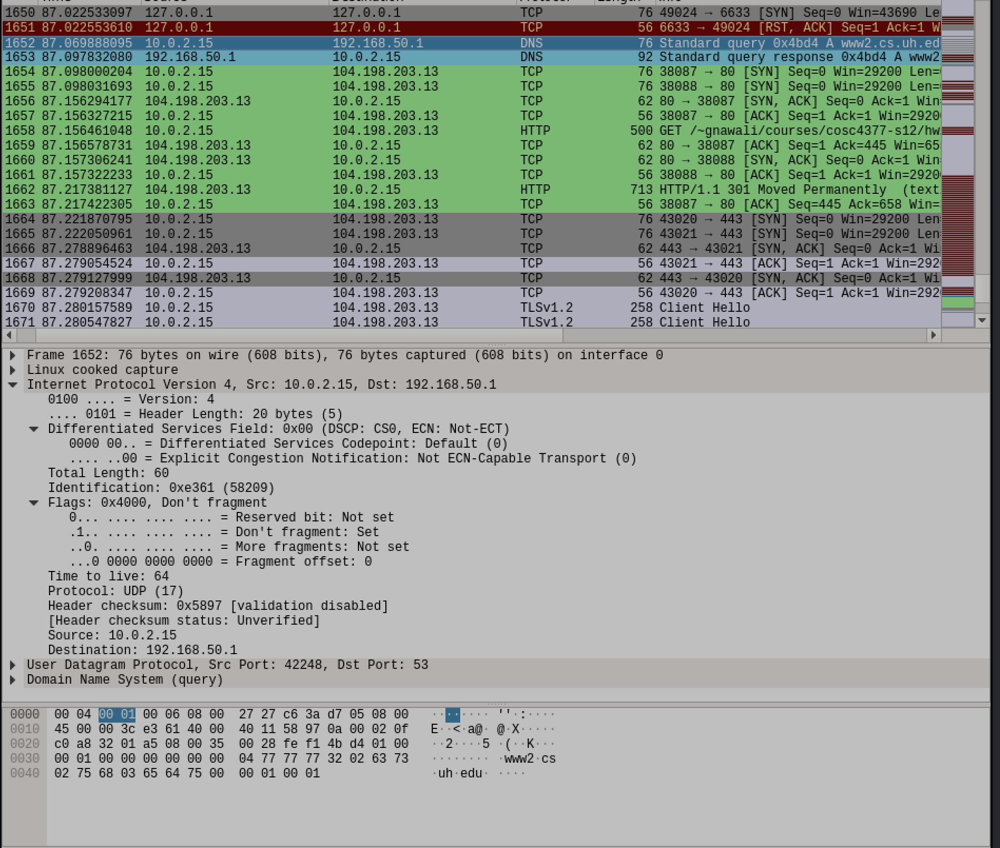 1650 87.022533097 127.0.0.1 127.0.0.1 TCP 76 49024 → 6633 [SYN] Seq=0 Win=43690 Le
1651 87.022553610 127.0.0.1 127.0.0.1 TCP 56 6633 → 49024 [RST, ACK] Seq=1 Ack=1 W
1652 87.069888095 10.0.2.15 192.168.50.1 DNS 76 Standard query 0x4bd4 A www2.cs.uh.ed
1653 87.097832080 192.168.50.1 10.0.2.15 DNS 92 Standard query response 0x4bd4 A www2
1654 87.098000204 10.0.2.15 104.198.203.13 TCP 76 38087 → 80 [SYN] Seq=0 Win=29200 Len=
1655 87.098031693 10.0.2.15 104.198.203.13 TCP 76 38088 → 80 [SYN] Seq=0 Win=29200 Len=
1656 87.156294177 104.198.203.13 10.0.2.15 TCP 62 80 → 38087 [SYN, ACK] Seq=0 Ack=1 Win
1657 87.156327215 10.0.2.15 104.198.203.13 TCP 56 38087 → 80 [ACK] Seq=1 Ack=1 Win=2920
1658 87.156461048 10.0.2.15 104.198.203.13 HTTP 500 GET /~gnawali/courses/cosc4377-s12/hw
1659 87.156578731 104.198.203.13 10.0.2.15 TCP 62 80 → 38087 [ACK] Seq=1 Ack=445 Win=65
1660 87.157306241 104.198.203.13 10.0.2.15 TCP 62 80 → 38088 [SYN, ACK] Seq=0 Ack=1 Win
1661 87.157322233 10.0.2.15 104.198.203.13 TCP 56 38088 → 80 [ACK] Seq=1 Ack=1 Win=2920
1662 87.217381127 104.198.203.13 10.0.2.15 HTTP 713 HTTP/1.1 301 Moved Permanently (text
1663 87.217422305 10.0.2.15 104.198.203.13 TCP 56 38087 → 80 [ACK] Seq=445 Ack=658 Win=
1664 87.221870795 10.0.2.15 104.198.203.13 TCP 76 43020 → 443 [SYN] Seq=0 Win=29200 Len
1665 87.222050961 10.0.2.15 104.198.203.13 TCP 76 43021 → 443 [SYN] Seq=0 Win=29200 Len
1666 87.278896463 104.198.203.13 10.0.2.15 TCP 62 443 → 43021 [SYN, ACK] Seq=0 Ack=1 Wi
1667 87.279054524 10.0.2.15 104.198.203.13 TCP 56 43021 → 443 [ACK] Seq=1 Ack=1 Win=292
1668 87.279127999 104.198.203.13 10.0.2.15 TCP 62 443 → 43020 [SYN, ACK] Seq=0 Ack=1 Wi
1669 87.279208347 10.0.2.15 104.198.203.13 TCP 56 43020 → 443 [ACK] Seq=1 Ack=1 Win=292
1670 87.280157589 10.0.2.15 104.198.203.13 TLSv1.2 258 Client Hello
1671 87.280547827 10.0.2.15 104.198.203.13 TLSv1.2 258 Client Hello
Frame 1652: 76 bytes on wire (608 bits), 76 bytes captured (608 bits) on interface 0
Linux cooked capture
Internet Protocol Version 4, Src: 10.0.2.15, Dst: 192.168.50.1
0100 .... = Version: 4
.... 0101 = Header Length: 20 bytes (5)
Differentiated Services Field: 0x00 (DSCP: CS0, ECN: Not-ECT)
0000 00.. = Differentiated Services Codepoint: Default (0)
.... ..00 = Explicit Congestion Notification: Not ECN-Capable Transport (0)
Total Length: 60
Identification: 0xe361 (58209)
Flags: 0x4000, Don't fragment
0... .... .... .... = Reserved bit: Not set
.1.. .... .... .... = Don't fragment: Set
..0. .... .... .... = More fragments: Not set
...0 0000 0000 0000 = Fragment offset: 0
Time to live: 64
Protocol: UDP (17)
Header checksum: 0x5897 [validation disabled]
[Header checksum status: Unverified]
Source: 10.0.2.15
Destination: 192.168.50.1
User Datagram Protocol, Src Port: 42248, Dst Port: 53
Domain Name System (query)
0000 00 04 00 01 00 06 08 00 27 27 c6 3a d7 05 08 00 ········ ''·:····
0010 45 00 00 3c e3 61 40 00 40 11 58 97 0a 00 02 0f E··<·a@· @·X·····
0020 c0 a8 32 01 a5 08 00 35 00 28 fe f1 4b d4 01 00 ··2····5 ·(··K···
0030 00 01 00 00 00 00 00 00 04 77 77 77 32 02 63 73 ········ ·www2·cs
0040 02 75 68 03 65 64 75 00 00 01 00 01 ·uh·edu· ····